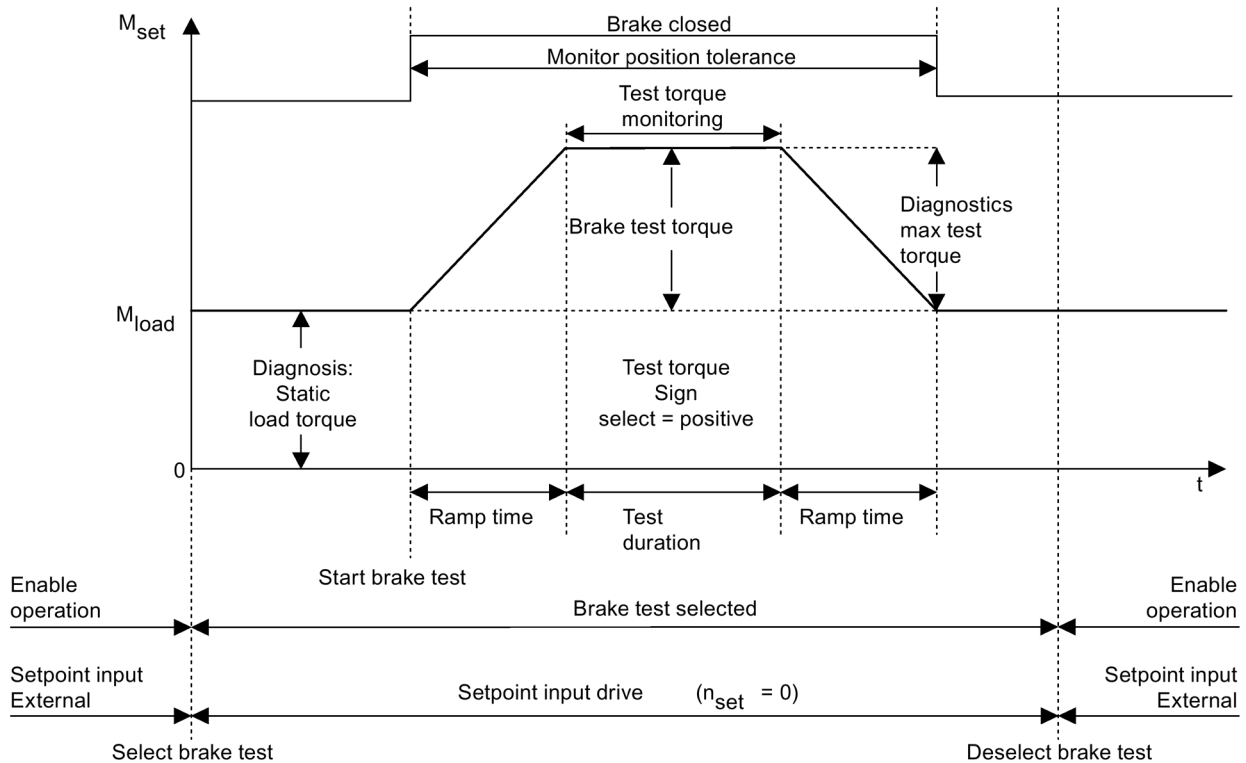 M_set
Brake closed
Monitor position tolerance
Test torque
monitoring
Brake test torque
Diagnostics
max test
torque
M_load
Diagnosis:
Static
load torque
Test torque
Sign
select = positive
0
t
Ramp time
Test
duration
Ramp time
Start brake test
Enable
operation
Brake test selected
Enable
operation
Setpoint input
External
Setpoint input drive (n_set = 0)
Setpoint input
External
Select brake test
Deselect brake test